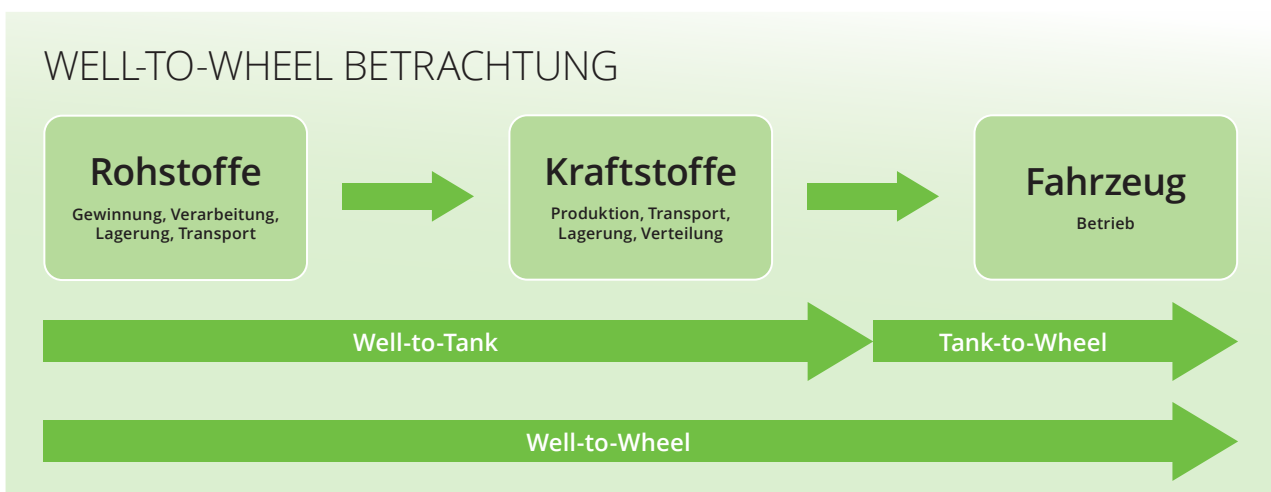 WELL-TO-WHEEL BETRACHTUNG
Rohstoffe
Gewinnung, Verarbeitung,
Lagerung, Transport
Kraftstoffe
Produktion, Transport,
Lagerung, Verteilung
Fahrzeug
Betrieb
Well-to-Tank
Tank-to-Wheel
Well-to-Wheel